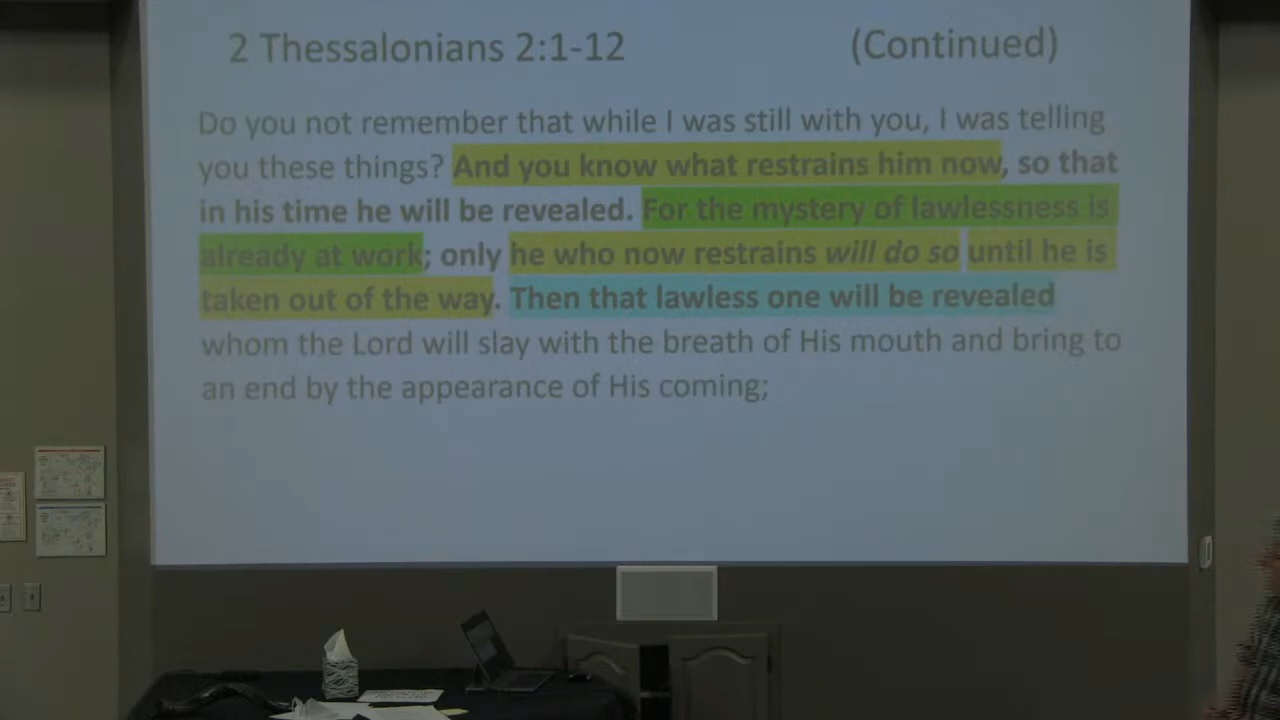 2 Thessalonians 2:1-12 (Continued)
Do you not remember that while I was still with you, I was telling
you these things? And you know what restrains him now, so that
in his time he will be revealed. For the mystery of lawlessness is
already at work; only he who now restrains will do so until he is
taken out of the way. Then that lawless one will be revealed
whom the Lord will slay with the breath of His mouth and bring to
an end by the appearance of His coming;